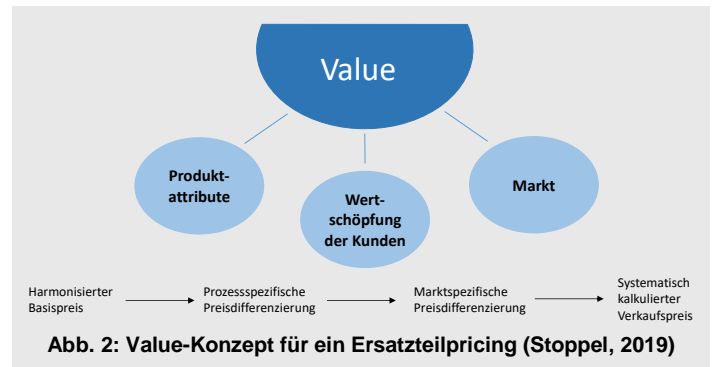 Value
Produkt-
attribute
Wert-
schöpfung
der Kunden
Markt
Harmonisierter
Basispreis
Prozessspezifische
Preisdifferenzierung
Marktspezifische
Preisdifferenzierung
Systematisch
kalkulierter
Verkaufspreis
Abb. 2: Value-Konzept für ein Ersatzteilpricing (Stoppel, 2019)